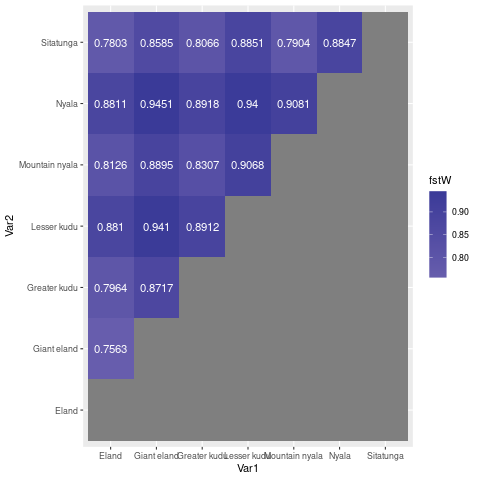 Var2
Sitatunga 0.7803 0.8585 0.8066 0.8851 0.7904 0.8847
Nyala 0.8811 0.9451 0.8918 0.94 0.9081
Mountain nyala 0.8126 0.8895 0.8307 0.9068
Lesser kudu 0.881 0.941 0.8912
Greater kudu 0.7964 0.8717
Giant eland 0.7563
Eland
Eland Giant eland Greater kudu Lesser kudu Mountain nyala Nyala Sitatunga
Var1
fstW
0.90
0.85
0.80